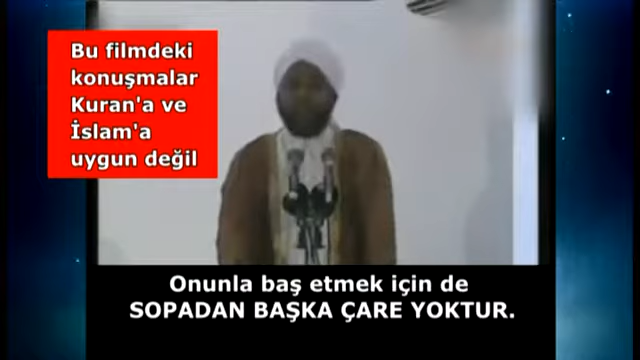 Bu filmdeki
konuşmalar
Kuran'a ve
İslam'a
uygun değil
Onunla baş etmek için de
SOPADAN BAŞKA ÇARE YOKTUR.